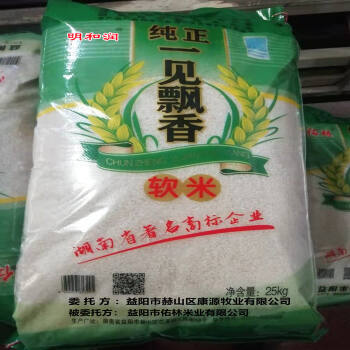 明和润
纯正
一见飘香
CHUN ZHENG
软米
湖南省著名高标企业
净含量：25kg
委托方：益阳市赫山区康源牧业有限公司
被委托方：益阳市佑林米业有限公司